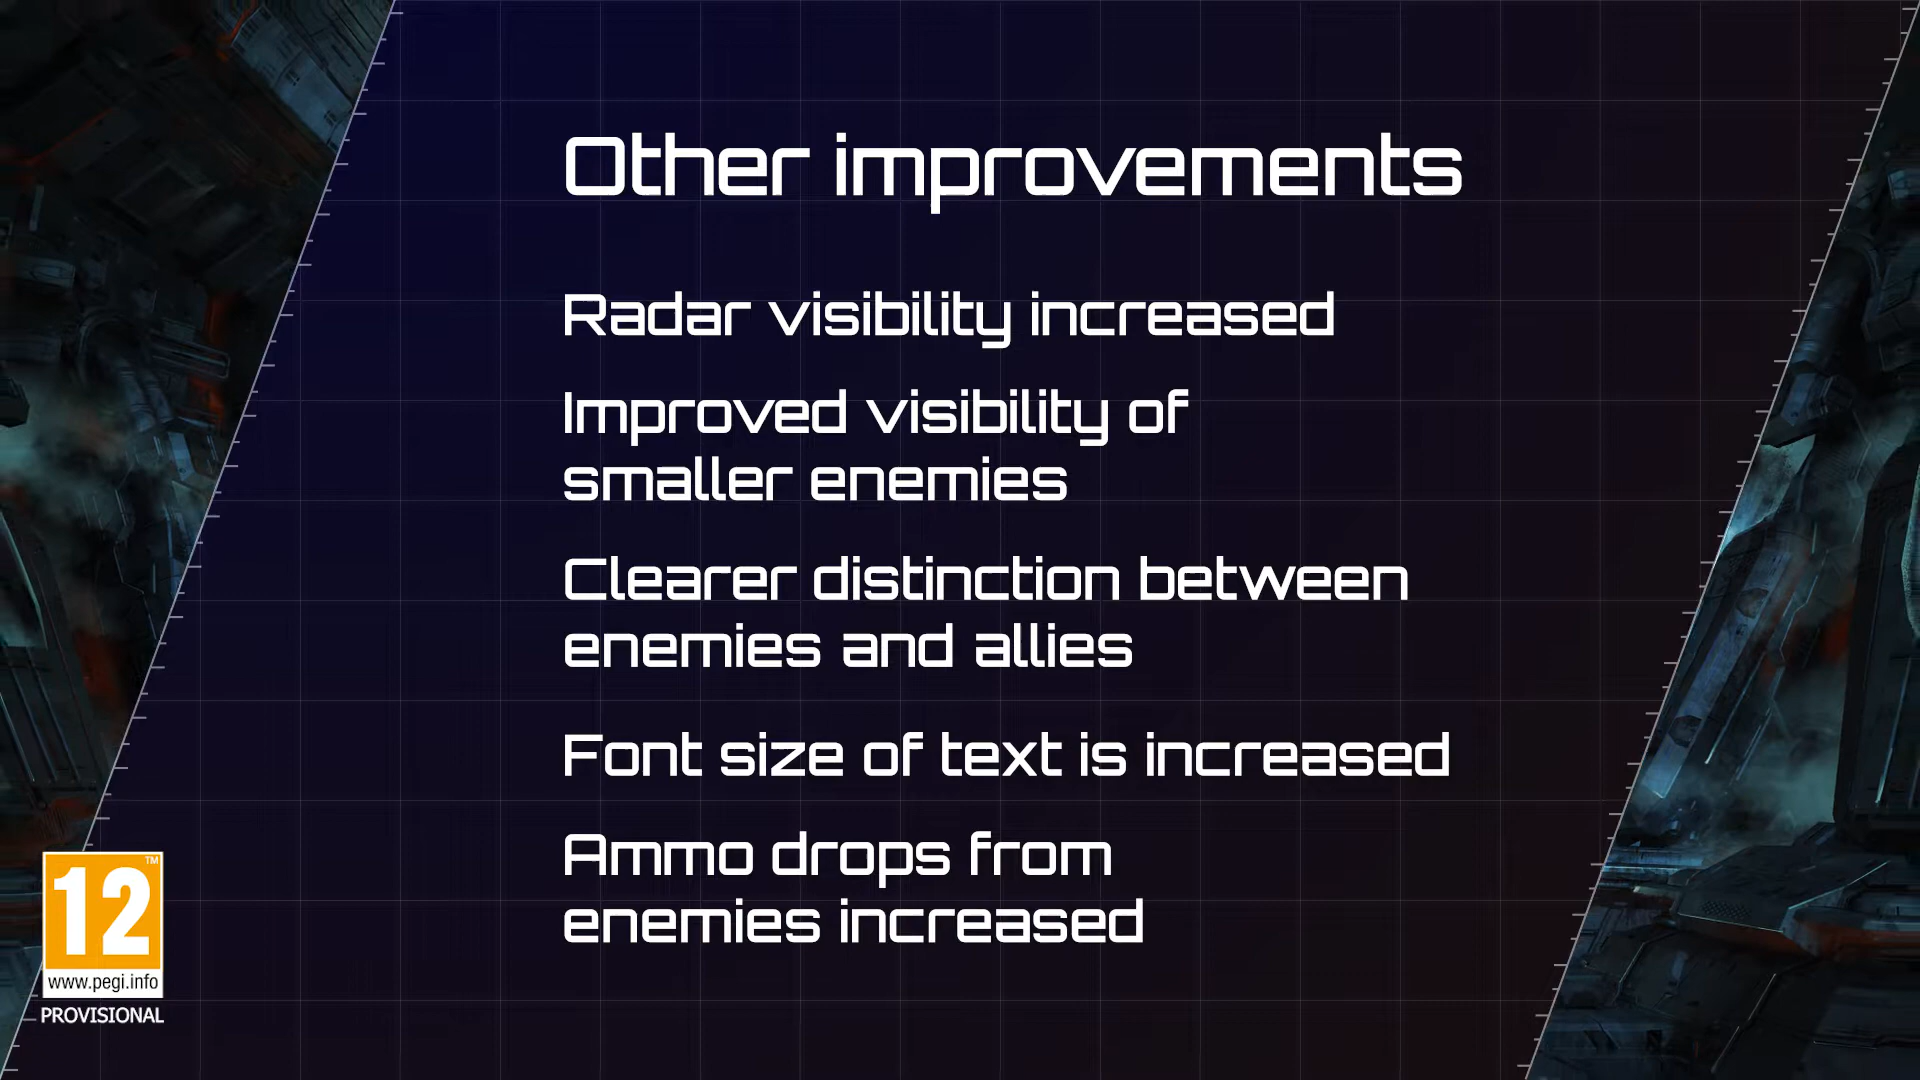 Other improvements
Radar visibility increased
Improved visibility of
smaller enemies
Clearer distinction between
enemies and allies
Font size of text is increased
Ammo drops from
enemies increased
12 ™
www.pegi.info
PROVISIONAL